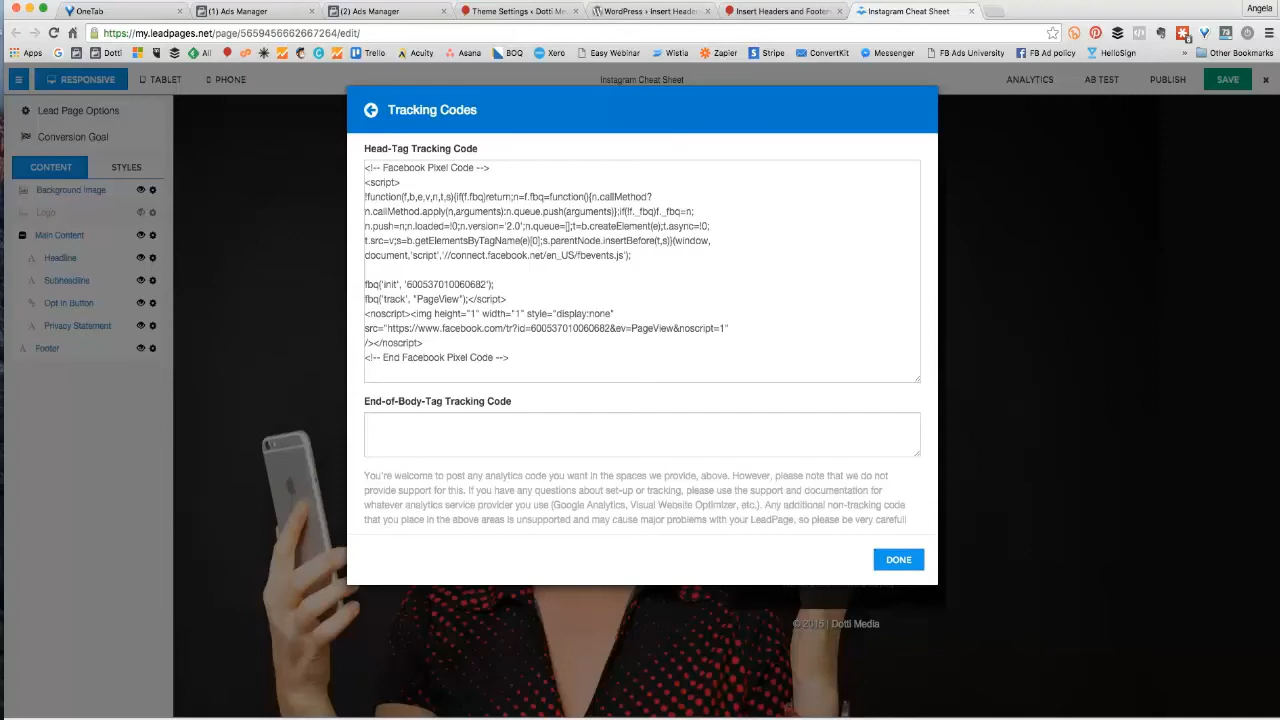 OneTab
(1) Ads Manager
(2) Ads Manager
Theme Settings ‹ Dotti Me
WordPress › Insert Header
Insert Headers and Footer
Instagram Cheat Sheet
Angela
https://my.leadpages.net/page/5659456662667264/edit/
Apps
Dotti
All
Trello
Acuity
Asana
BOQ
Xero
Easy Webinar
Wistia
Zapier
Stripe
ConvertKit
Messenger
FB Ads University
FB Ad policy
HelloSign
»
Other Bookmarks
RESPONSIVE
TABLET
PHONE
Instagram Cheat Sheet
ANALYTICS
AB TEST
PUBLISH
SAVE
Lead Page Options
Conversion Goal
CONTENT
STYLES
Background Image
Logo
Main Content
Headline
Subheadline
Opt In Button
Privacy Statement
Footer
Tracking Codes
Head-Tag Tracking Code
<!-- Facebook Pixel Code -->
<script>
!function(f,b,e,v,n,t,s){if(f.fbq)return;n=f.fbq=function(){n.callMethod?
n.callMethod.apply(n,arguments):n.queue.push(arguments)};if(!f._fbq)f._fbq=n;
n.push=n;n.loaded=!0;n.version='2.0';n.queue=[];t=b.createElement(e);t.async=!0;
t.src=v;s=b.getElementsByTagName(e)[0];s.parentNode.insertBefore(t,s)}(window,
document,'script','//connect.facebook.net/en_US/fbevents.js');
fbq('init', '600537010060682');
fbq('track', "PageView");</script>
<noscript><img height="1" width="1" style="display:none"
src="https://www.facebook.com/tr?id=600537010060682&ev=PageView&noscript=1"
/></noscript>
<!-- End Facebook Pixel Code -->
End-of-Body-Tag Tracking Code
You're welcome to post any analytics code you want in the spaces we provide, above. However, please note that we do not
provide support for this. If you have any questions about set-up or tracking, please use the support and documentation for
whatever analytics service provider you use (Google Analytics, Visual Website Optimizer, etc.). Any additional non-tracking code
that you place in the above areas is unsupported and may cause major problems with your LeadPage, so please be very careful!
DONE
© 2015 | Dotti Media